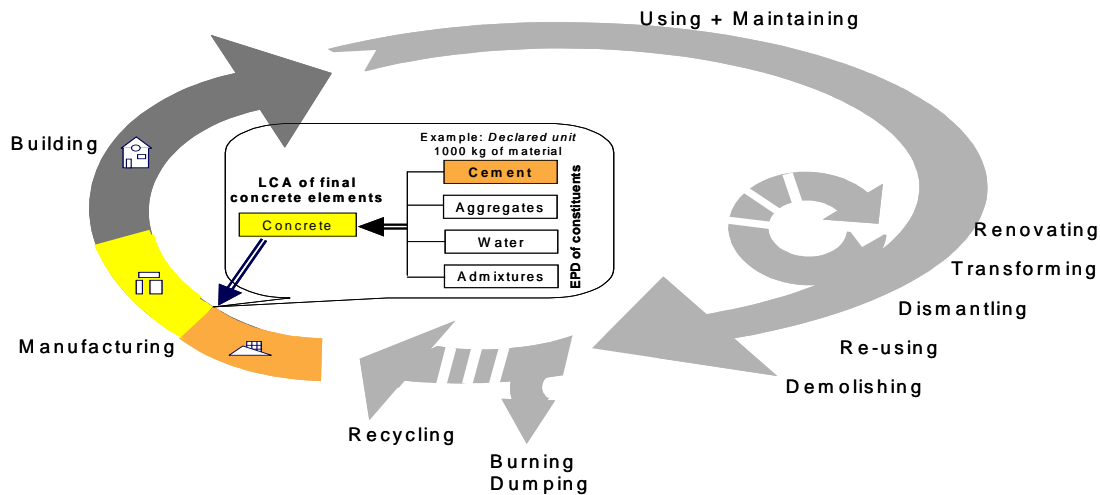 Using + Maintaining
Building
Example: Declared unit
1000 kg of material
Cement
LCA of final
concrete elements
Concrete
Aggregates
Water
Admixtures
EPD of constituents
Renovating
Transforming
Dismantling
Re-using
Demolishing
Manufacturing
Recycling
Burning
Dumping